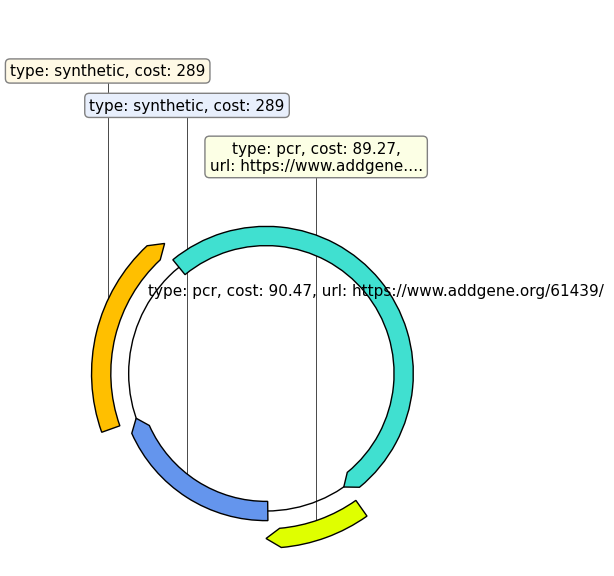 type: synthetic, cost: 289
type: synthetic, cost: 289
type: pcr, cost: 89.27,
url: https://www.addgene....
type: pcr, cost: 90.47, url: https://www.addgene.org/61439/